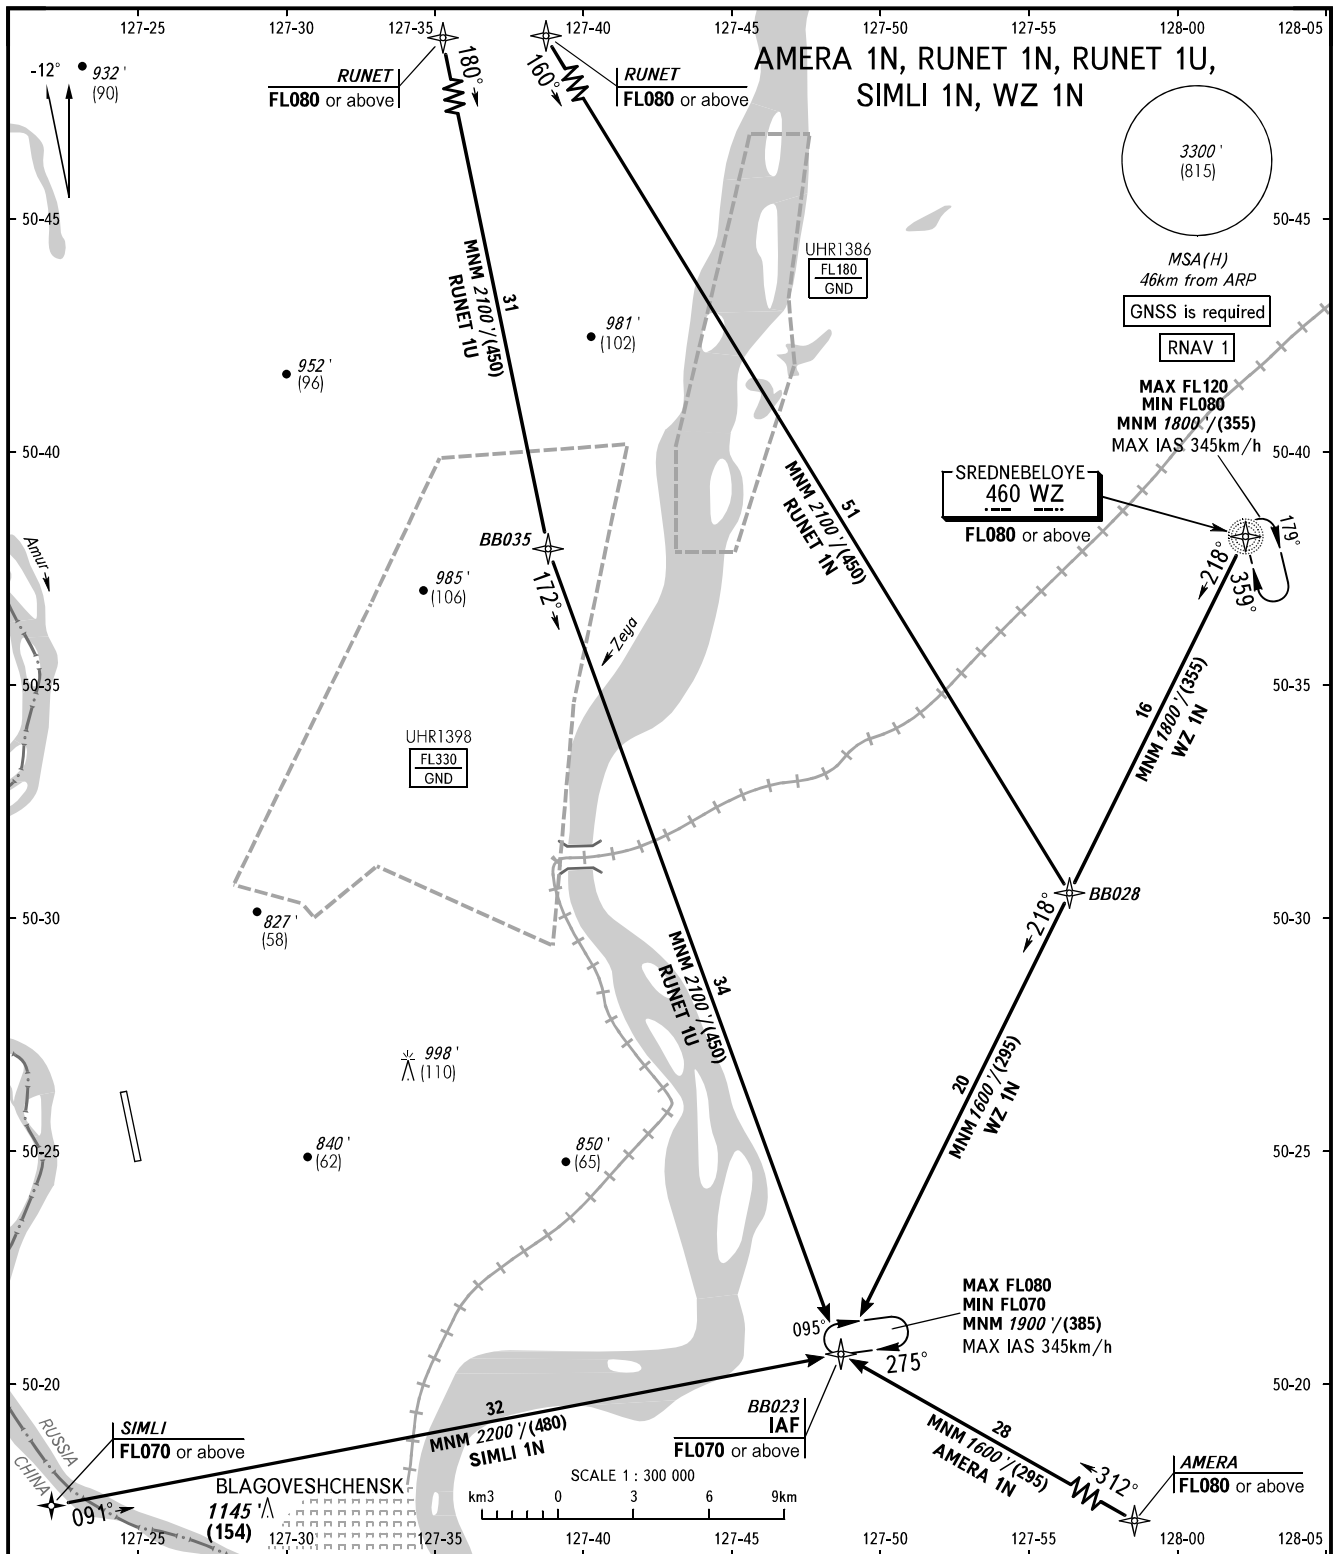 127-25 127-30 127-35 127-40 127-45 127-50 127-55 128-00 128-05
AMERA 1N, RUNET 1N, RUNET 1U,
SIMLI 1N, WZ 1N
-12°
932'
(90)
RUNET
FL080 or above
180°
160°
RUNET
FL080 or above
3300'
(815)
MSA(H)
46km from ARP
GNSS is required
RNAV 1
50-45
50-45
UHR1386
FL180
GND
31
MNM 2100'/(450)
RUNET 1U
981'
(102)
952'
(96)
MAX FL120
MIN FL080
MNM 1800'/(355)
MAX IAS 345km/h
50-40
50-40
SREDNEBELOYE
460 WZ
FL080 or above
179°
218°
359°
51
MNM 2100'/(450)
RUNET 1N
BB035
172°
985'
(106)
Amur
Zeya
50-35
50-35
16
MNM 1800'/(355)
WZ 1N
UHR1398
FL330
GND
BB028
218°
50-30
50-30
827'
(58)
34
MNM 2100'/(450)
RUNET 1U
998'
(110)
20
MNM 1600'/(295)
WZ 1N
50-25
50-25
840'
(62)
850'
(65)
MAX FL080
MIN FL070
MNM 1900'/(385)
MAX IAS 345km/h
095°
275°
50-20
50-20
BB023
IAF
FL070 or above
32
MNM 2200'/(480)
SIMLI 1N
28
MNM 1600'/(295)
AMERA 1N
RUSSIA
CHINA
SIMLI
FL070 or above
091°
312°
AMERA
FL080 or above
BLAGOVESHCHENSK
1145'
(154)
SCALE 1 : 300 000
km3 0 3 6 9km
127-25 127-30 127-35 127-40 127-45 127-50 127-55 128-00 128-05